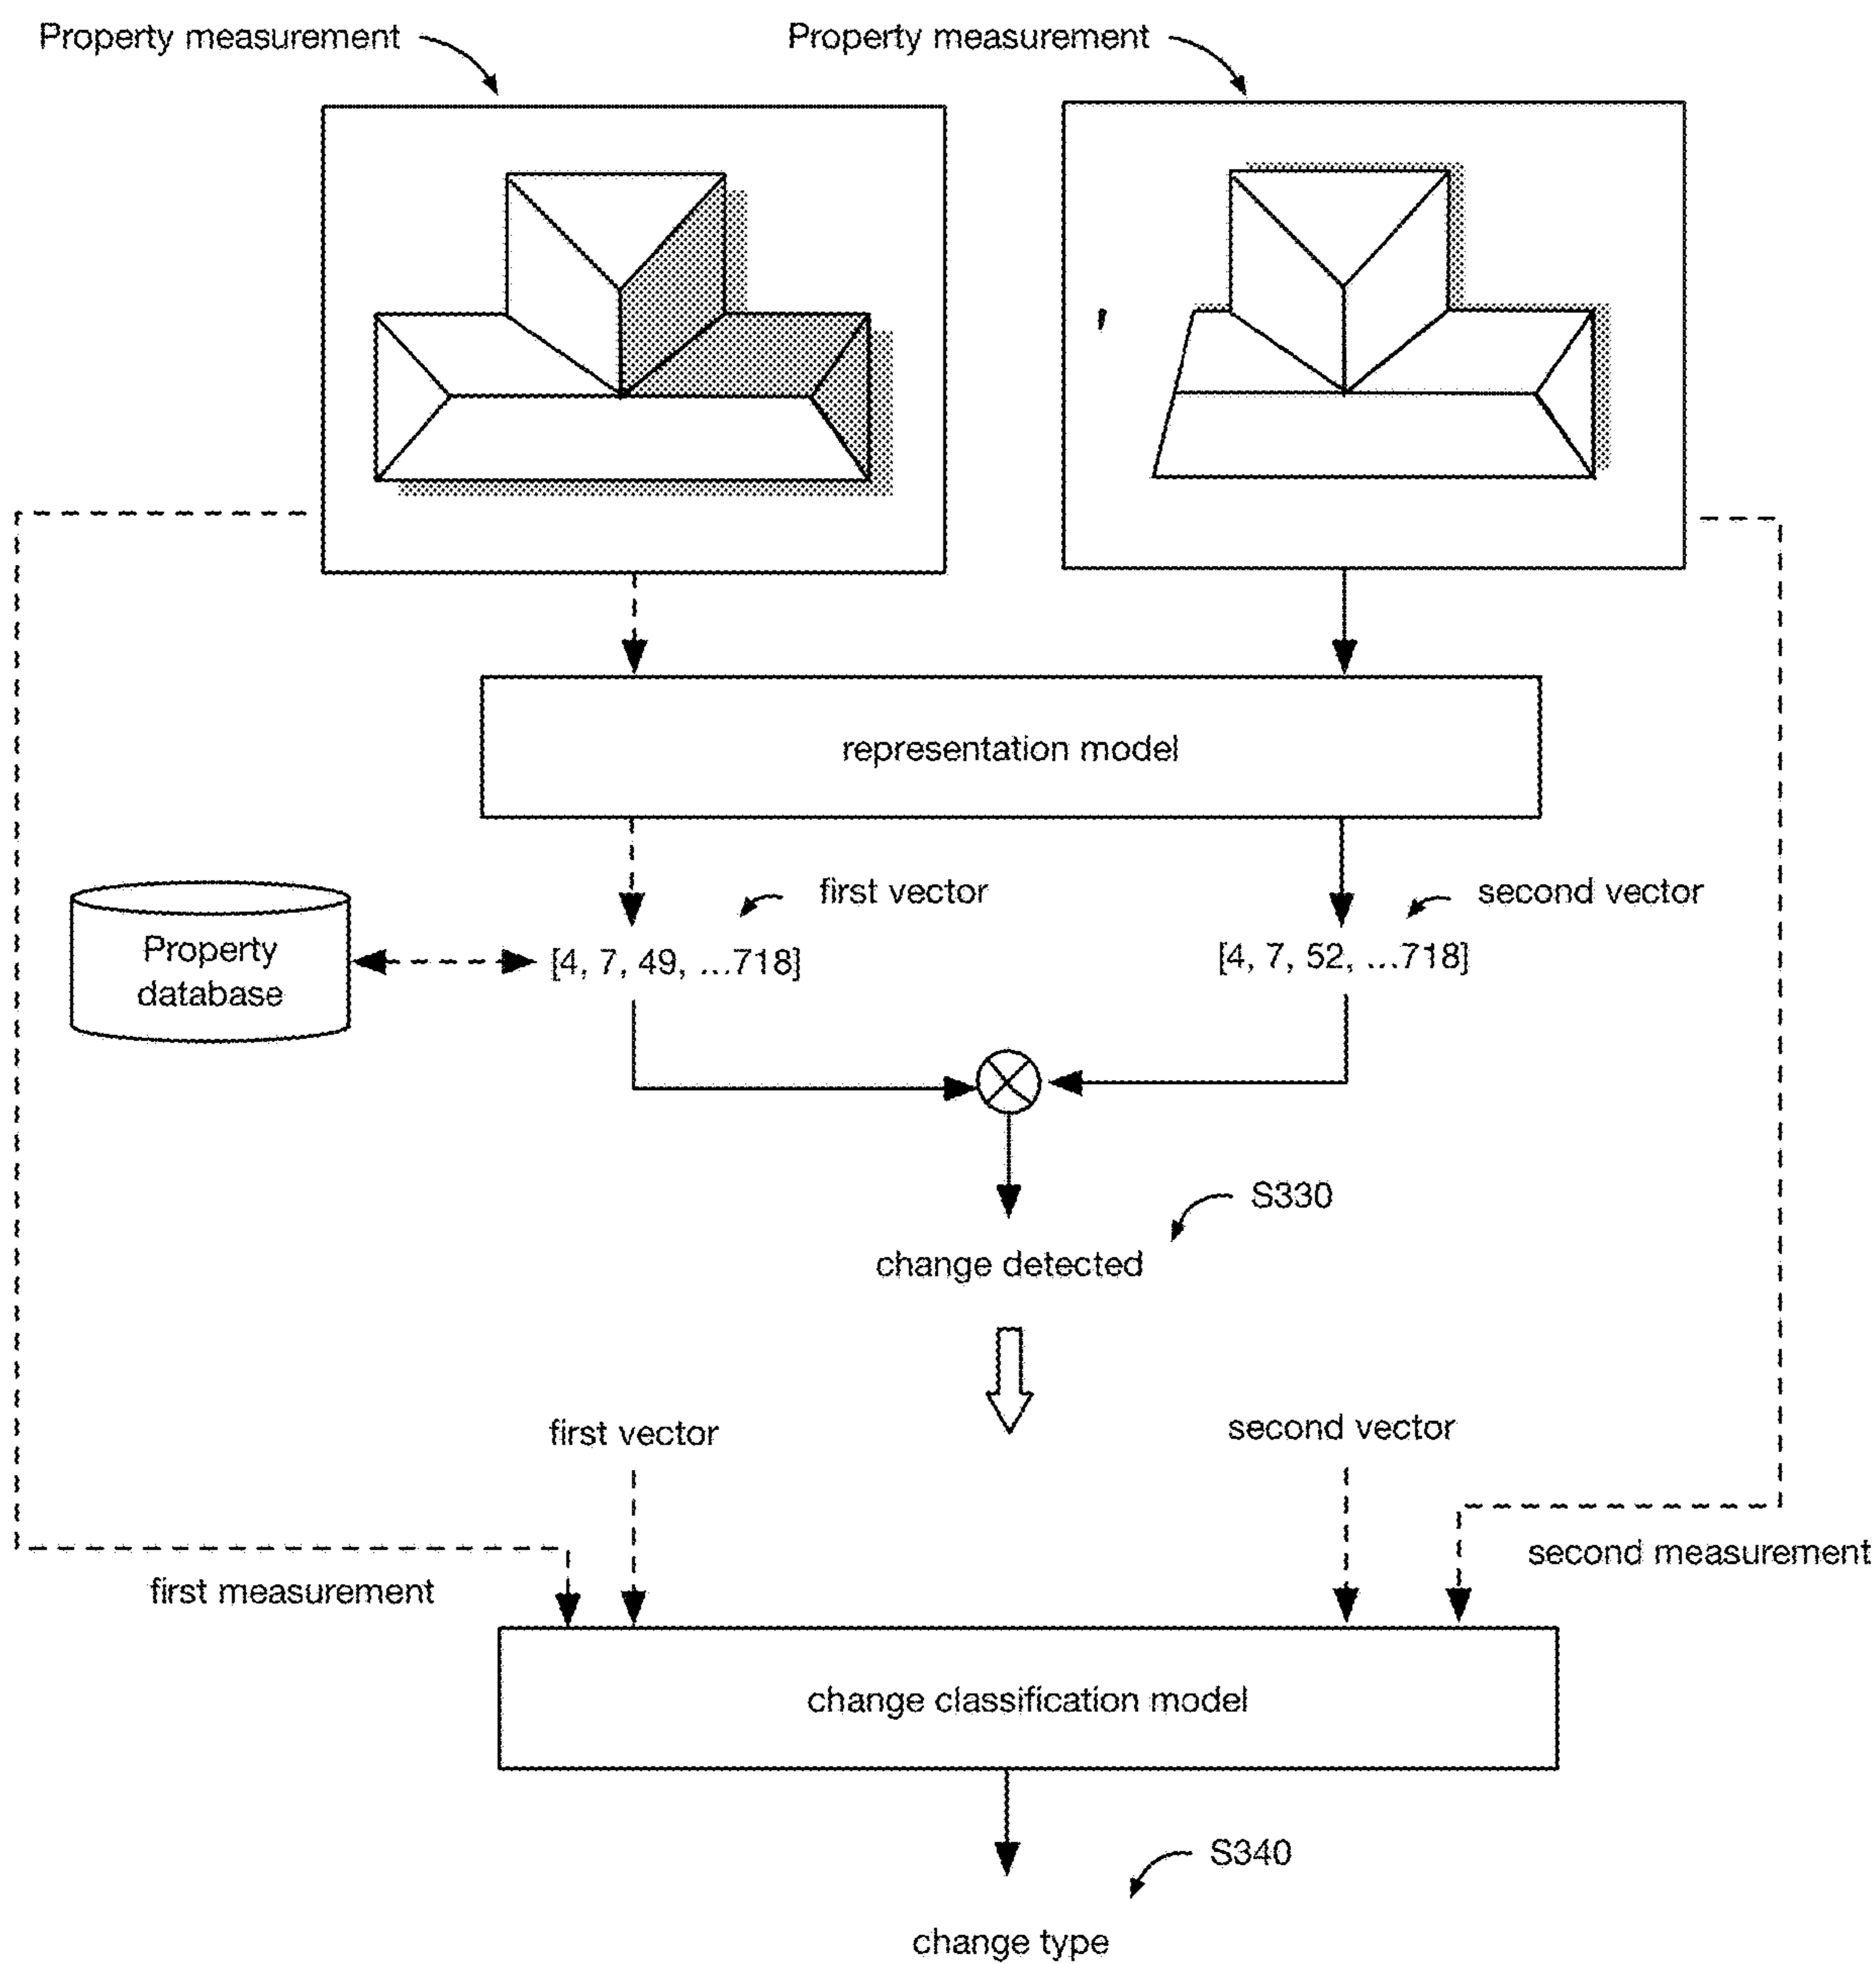 Property measurement
Property measurement
representation model
first vector
second vector
Property
database
[4, 7, 49, ...718]
[4, 7, 52, ...718]
S330
change detected
first vector
second vector
first measurement
second measurement
change classification model
S340
change type